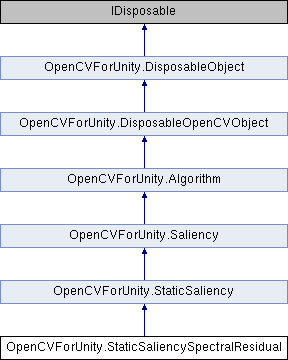 IDisposable
OpenCVForUnity.DisposableObject
OpenCVForUnity.DisposableOpenCVObject
OpenCVForUnity.Algorithm
OpenCVForUnity.Saliency
OpenCVForUnity.StaticSaliency
OpenCVForUnity.StaticSaliencySpectralResidual